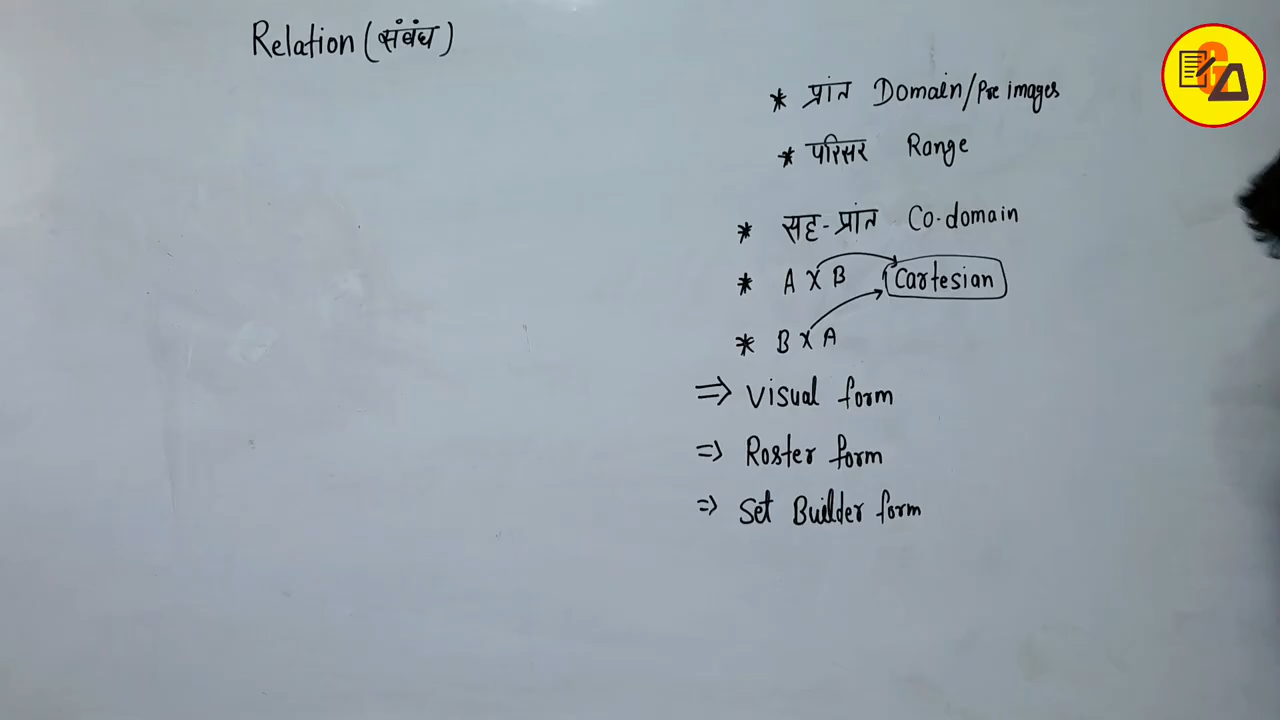 Relation (संबंध)
* प्रांत Domain/Pre images
* परिसर Range
* सह-प्रांत Co-domain
* A X B Cartesian
* B X A
⇒ Visual form
⇒ Roster form
⇒ Set Builder form